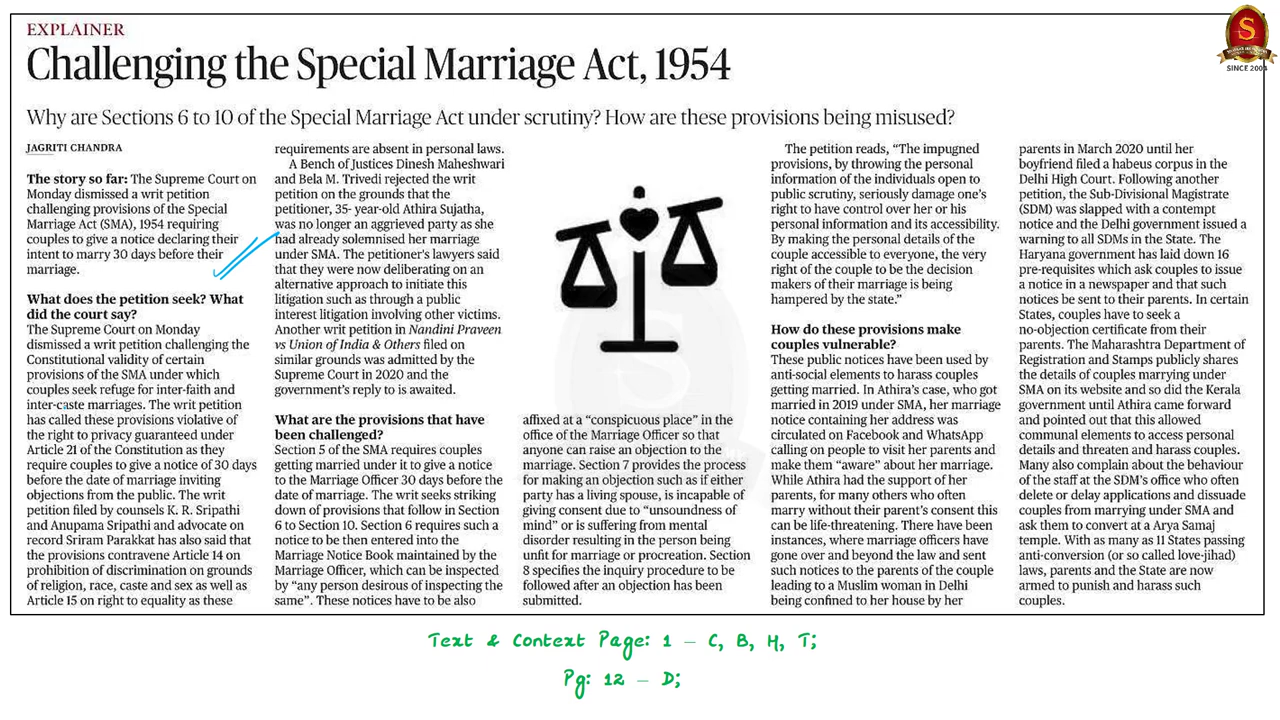 EXPLAINER
Challenging the Special Marriage Act, 1954
Why are Sections 6 to 10 of the Special Marriage Act under scrutiny? How are these provisions being misused?
S
SINCE 2004
JAGRITI CHANDRA
The story so far: The Supreme Court on
Monday dismissed a writ petition
challenging provisions of the Special
Marriage Act (SMA), 1954 requiring
couples to give a notice declaring their
intent to marry 30 days before their
marriage.
What does the petition seek? What
did the court say?
The Supreme Court on Monday
dismissed a writ petition challenging the
Constitutional validity of certain
provisions of the SMA under which
couples seek refuge for inter-faith and
inter-caste marriages. The writ petition
has called these provisions violative of
the right to privacy guaranteed under
Article 21 of the Constitution as they
require couples to give a notice of 30 days
before the date of marriage inviting
objections from the public. The writ
petition filed by counsels K. R. Sripathi
and Anupama Sripathi and advocate on
record Sriram Parakkat has also said that
the provisions contravene Article 14 on
prohibition of discrimination on grounds
of religion, race, caste and sex as well as
Article 15 on right to equality as these
requirements are absent in personal laws.
A Bench of Justices Dinesh Maheshwari
and Bela M. Trivedi rejected the writ
petition on the grounds that the
petitioner, 35- year-old Athira Sujatha,
was no longer an aggrieved party as she
had already solemnised her marriage
under SMA. The petitioner's lawyers said
that they were now deliberating on an
alternative approach to initiate this
litigation such as through a public
interest litigation involving other victims.
Another writ petition in Nandini Praveen
vs Union of India & Others filed on
similar grounds was admitted by the
Supreme Court in 2020 and the
government's reply to is awaited.
What are the provisions that have
been challenged?
Section 5 of the SMA requires couples
getting married under it to give a notice
to the Marriage Officer 30 days before the
date of marriage. The writ seeks striking
down of provisions that follow in Section
6 to Section 10. Section 6 requires such a
notice to be then entered into the
Marriage Notice Book maintained by the
Marriage Officer, which can be inspected
by "any person desirous of inspecting the
same". These notices have to be also
affixed at a "conspicuous place" in the
office of the Marriage Officer so that
anyone can raise an objection to the
marriage. Section 7 provides the process
for making an objection such as if either
party has a living spouse, is incapable of
giving consent due to "unsoundness of
mind" or is suffering from mental
disorder resulting in the person being
unfit for marriage or procreation. Section
8 specifies the inquiry procedure to be
followed after an objection has been
submitted.
The petition reads, "The impugned
provisions, by throwing the personal
information of the individuals open to
public scrutiny, seriously damage one's
right to have control over her or his
personal information and its accessibility.
By making the personal details of the
couple accessible to everyone, the very
right of the couple to be the decision
makers of their marriage is being
hampered by the state."
How do these provisions make
couples vulnerable?
These public notices have been used by
anti-social elements to harass couples
getting married. In Athira's case, who got
married in 2019 under SMA, her marriage
notice containing her address was
circulated on Facebook and WhatsApp
calling on people to visit her parents and
make them "aware" about her marriage.
While Athira had the support of her
parents, for many others who often
marry without their parent's consent this
can be life-threatening. There have been
instances, where marriage officers have
gone over and beyond the law and sent
such notices to the parents of the couple
leading to a Muslim woman in Delhi
being confined to her house by her
parents in March 2020 until her
boyfriend filed a habeus corpus in the
Delhi High Court. Following another
petition, the Sub-Divisional Magistrate
(SDM) was slapped with a contempt
notice and the Delhi government issued a
warning to all SDMs in the State. The
Haryana government has laid down 16
pre-requisites which ask couples to issue
a notice in a newspaper and that such
notices be sent to their parents. In certain
States, couples have to seek a
no-objection certificate from their
parents. The Maharashtra Department of
Registration and Stamps publicly shares
the details of couples marrying under
SMA on its website and so did the Kerala
government until Athira came forward
and pointed out that this allowed
communal elements to access personal
details and threaten and harass couples.
Many also complain about the behaviour
of the staff at the SDM's office who often
delete or delay applications and dissuade
couples from marrying under SMA and
ask them to convert at a Arya Samaj
temple. With as many as 11 States passing
anti-conversion (or so called love-jihad)
laws, parents and the State are now
armed to punish and harass such
couples.
Text & Context Page: 1 – C, B, H, T;
Pg: 12 – D;